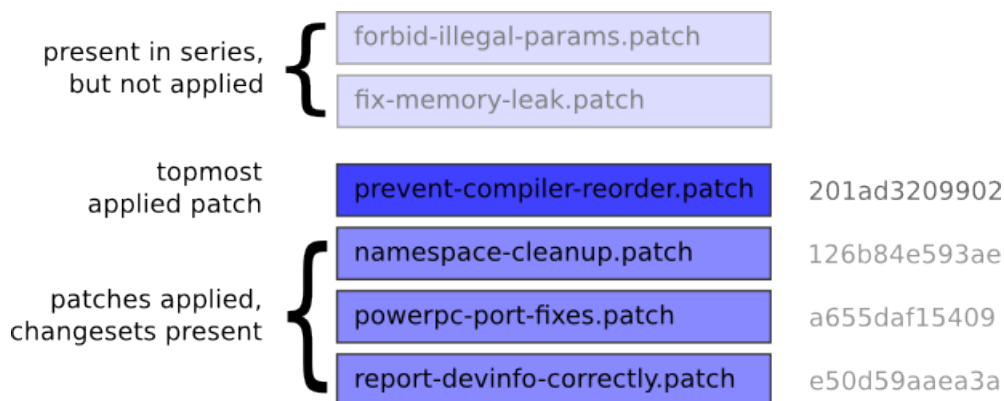 present in series,
but not applied
forbid-illegal-params.patch
fix-memory-leak.patch
topmost
applied patch
prevent-compiler-reorder.patch 201ad3209902
namespace-cleanup.patch 126b84e593ae
patches applied,
changesets present
powerpc-port-fixes.patch a655daf15409
report-devinfo-correctly.patch e50d59aaea3a